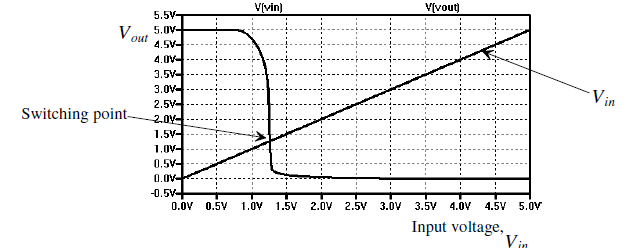 V(vin) V(vout)
5.5V
5.0V
4.5V
4.0V
3.5V
3.0V
2.5V
2.0V
1.5V
1.0V
0.5V
0.0V
-0.5V
Vout
Switching point
Vin
0.0V 0.5V 1.0V 1.5V 2.0V 2.5V 3.0V 3.5V 4.0V 4.5V 5.0V
Input voltage, Vin